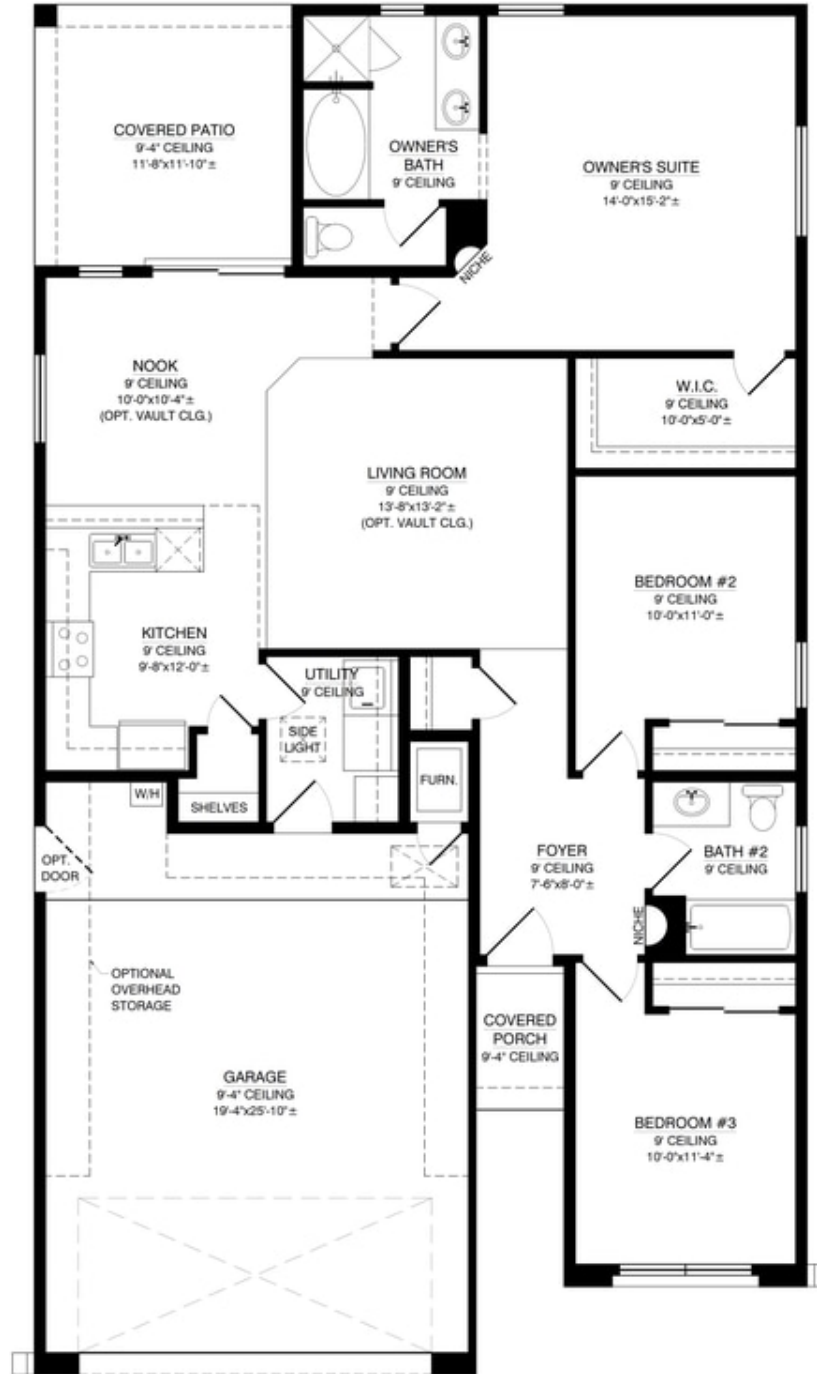 COVERED PATIO
9'-4" CEILING
11'-8"x11'-10"±
OWNER'S
BATH
9' CEILING
OWNER'S SUITE
9' CEILING
14'-0"x15'-2"±
NICHE
NOOK
9' CEILING
10'-0"x10'-4"±
(OPT. VAULT CLG.)
W.I.C.
9' CEILING
10'-0"x5'-0"±
LIVING ROOM
9' CEILING
13'-8"x13'-2"±
(OPT. VAULT CLG.)
BEDROOM #2
9' CEILING
10'-0"x11'-0"±
KITCHEN
9' CEILING
9'-8"x12'-0"±
UTILITY
9' CEILING
SIDE
LIGHT
FURN.
W/H
SHELVES
OPT.
DOOR
FOYER
9' CEILING
7'-6"x8'-0"±
BATH #2
9' CEILING
NICHE
OPTIONAL
OVERHEAD
STORAGE
COVERED
PORCH
9'-4" CEILING
GARAGE
9'-4" CEILING
19'-4"x25'-10"±
BEDROOM #3
9' CEILING
10'-0"x11'-4"±